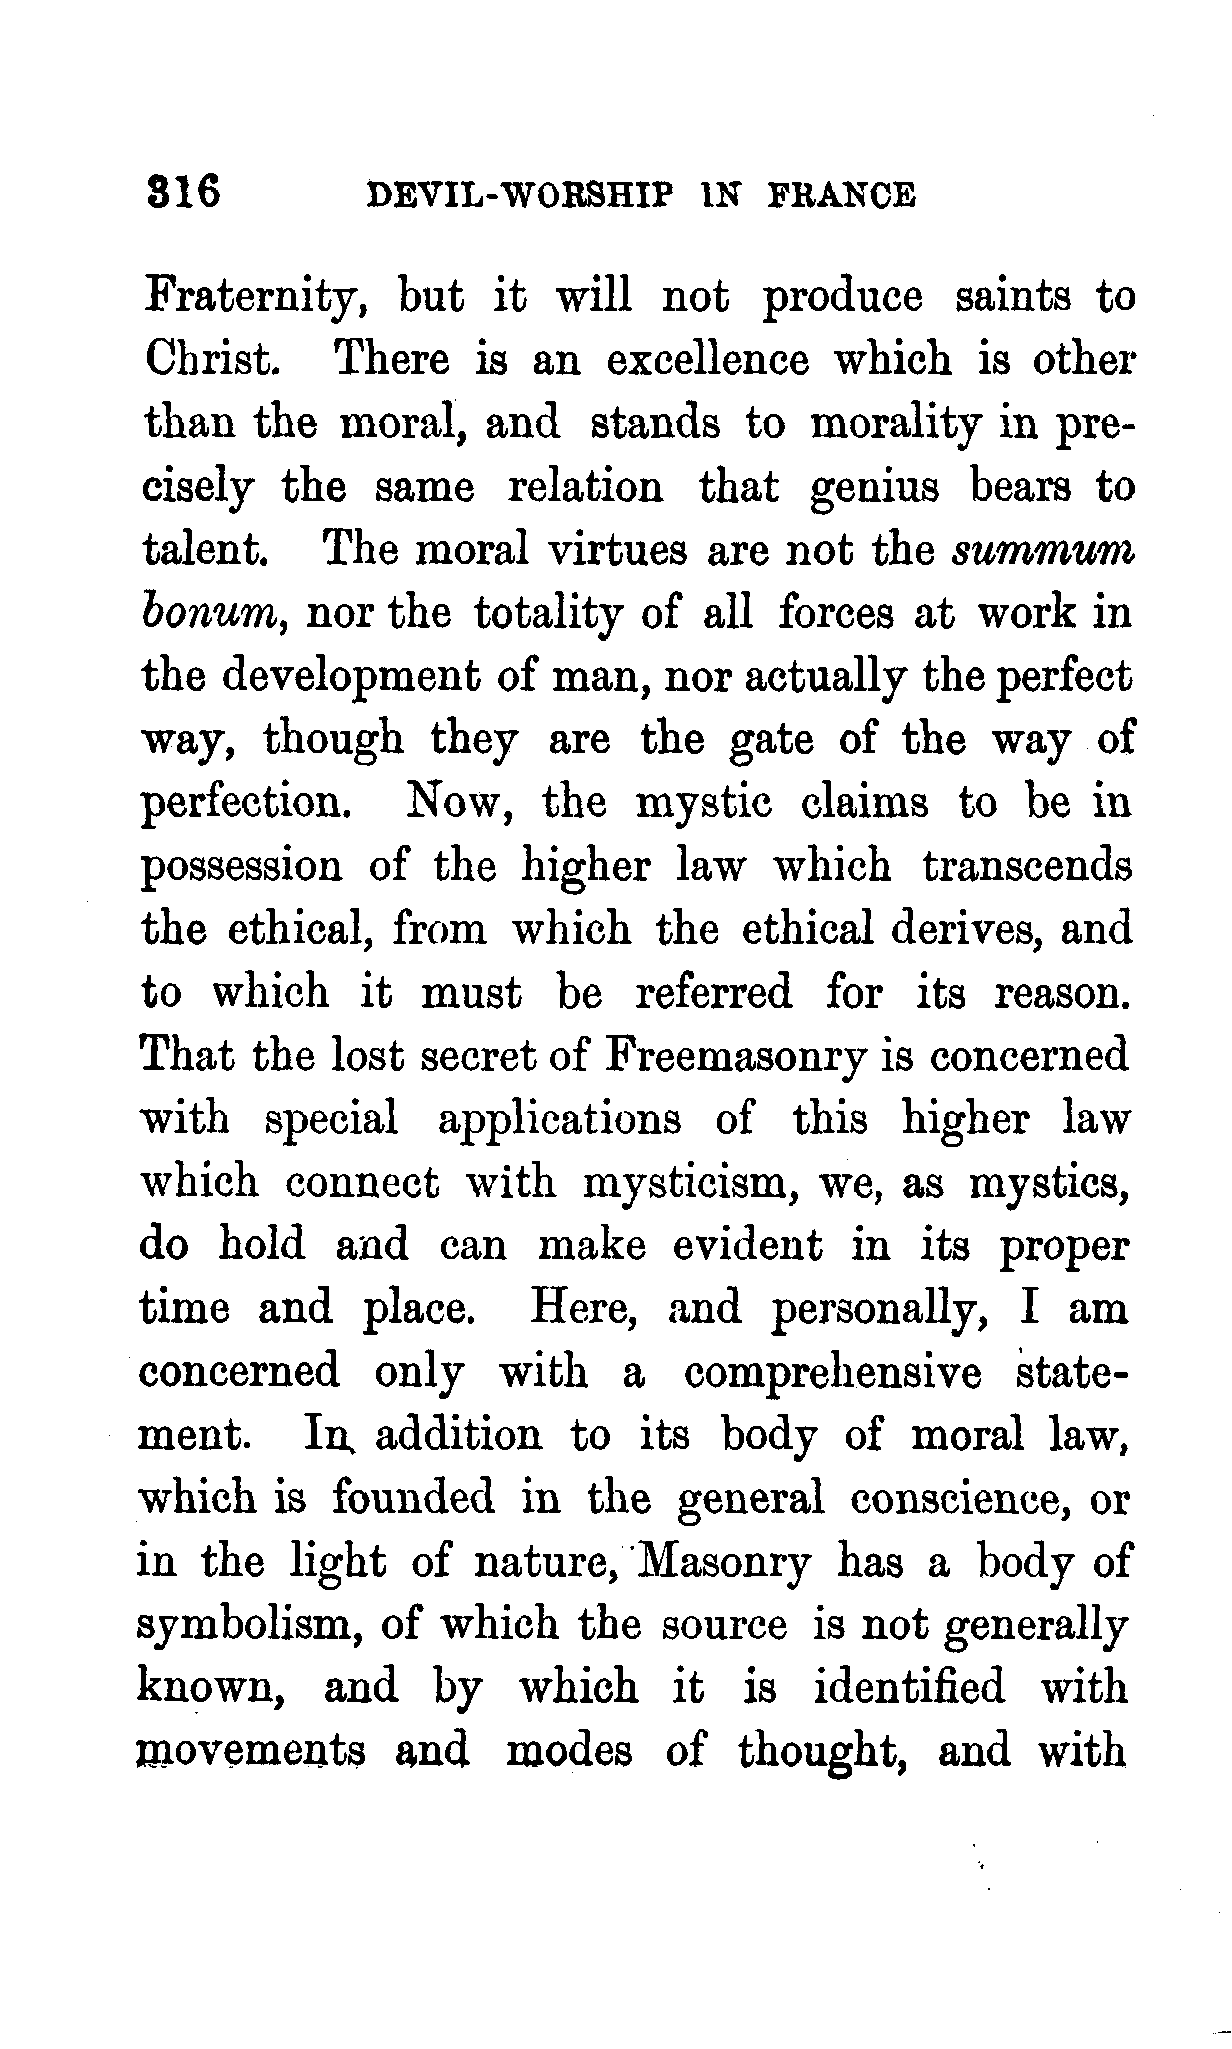 316 DEVIL-WORSHIP IN FRANCE
Fraternity, but it will not produce saints to
Christ. There is an excellence which is other
than the moral, and stands to morality in pre-
cisely the same relation that genius bears to
talent. The moral virtues are not the summum
bonum, nor the totality of all forces at work in
the development of man, nor actually the perfect
way, though they are the gate of the way of
perfection. Now, the mystic claims to be in
possession of the higher law which transcends
the ethical, from which the ethical derives, and
to which it must be referred for its reason.
That the lost secret of Freemasonry is concerned
with special applications of this higher law
which connect with mysticism, we, as mystics,
do hold and can make evident in its proper
time and place. Here, and personally, I am
concerned only with a comprehensive state-
ment. In addition to its body of moral law,
which is founded in the general conscience, or
in the light of nature, Masonry has a body of
symbolism, of which the source is not generally
known, and by which it is identified with
movements and modes of thought, and with